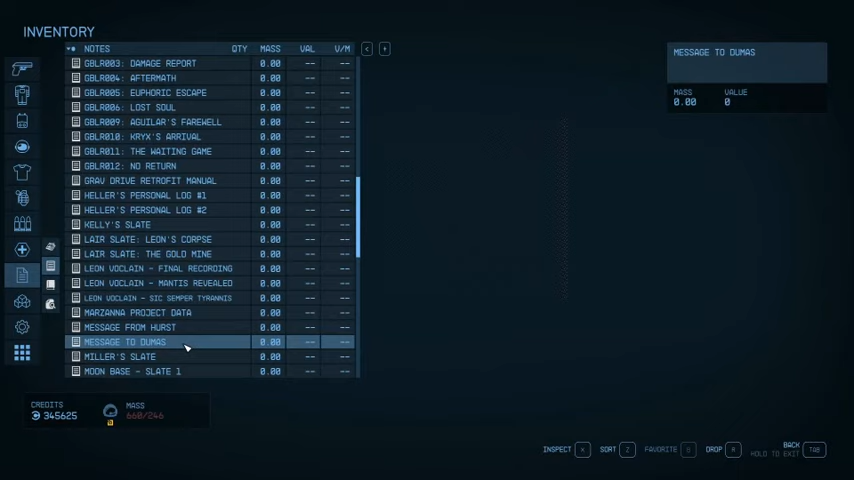 INVENTORY
NOTES QTY MASS VAL V/M < +
GBLR003: DAMAGE REPORT 0.00 -- --
GBLR004: AFTERMATH 0.00 -- --
GBLR005: EUPHORIC ESCAPE 0.00 -- --
GBLR006: LOST SOUL 0.00 -- --
GBLR009: AGUILAR'S FAREWELL 0.00 -- --
GBLR010: KRYX'S ARRIVAL 0.00 -- --
GBLR011: THE WAITING GAME 0.00 -- --
GBLR012: NO RETURN 0.00 -- --
GRAV DRIVE RETROFIT MANUAL 0.00 -- --
HELLER'S PERSONAL LOG #1 0.00 -- --
HELLER'S PERSONAL LOG #2 0.00 -- --
KELLY'S SLATE 0.00 -- --
LAIR SLATE: LEON'S CORPSE 0.00 -- --
LAIR SLATE: THE GOLD MINE 0.00 -- --
LEON VOCLAIN - FINAL RECORDING 0.00 -- --
LEON VOCLAIN - MANTIS REVEALED 0.00 -- --
LEON VOCLAIN - SIC SEMPER TYRANNIS 0.00 -- --
MARZANNA PROJECT DATA 0.00 -- --
MESSAGE FROM HURST 0.00 -- --
MESSAGE TO DUMAS 0.00 -- --
MILLER'S SLATE 0.00 -- --
MOON BASE - SLATE 1 0.00 -- --
MESSAGE TO DUMAS
MASS VALUE
0.00 0
CREDITS
345625
MASS
660/246
INSPECT X SORT Z FAVORITE DROP R
BACK
HOLD TO EXIT TAB